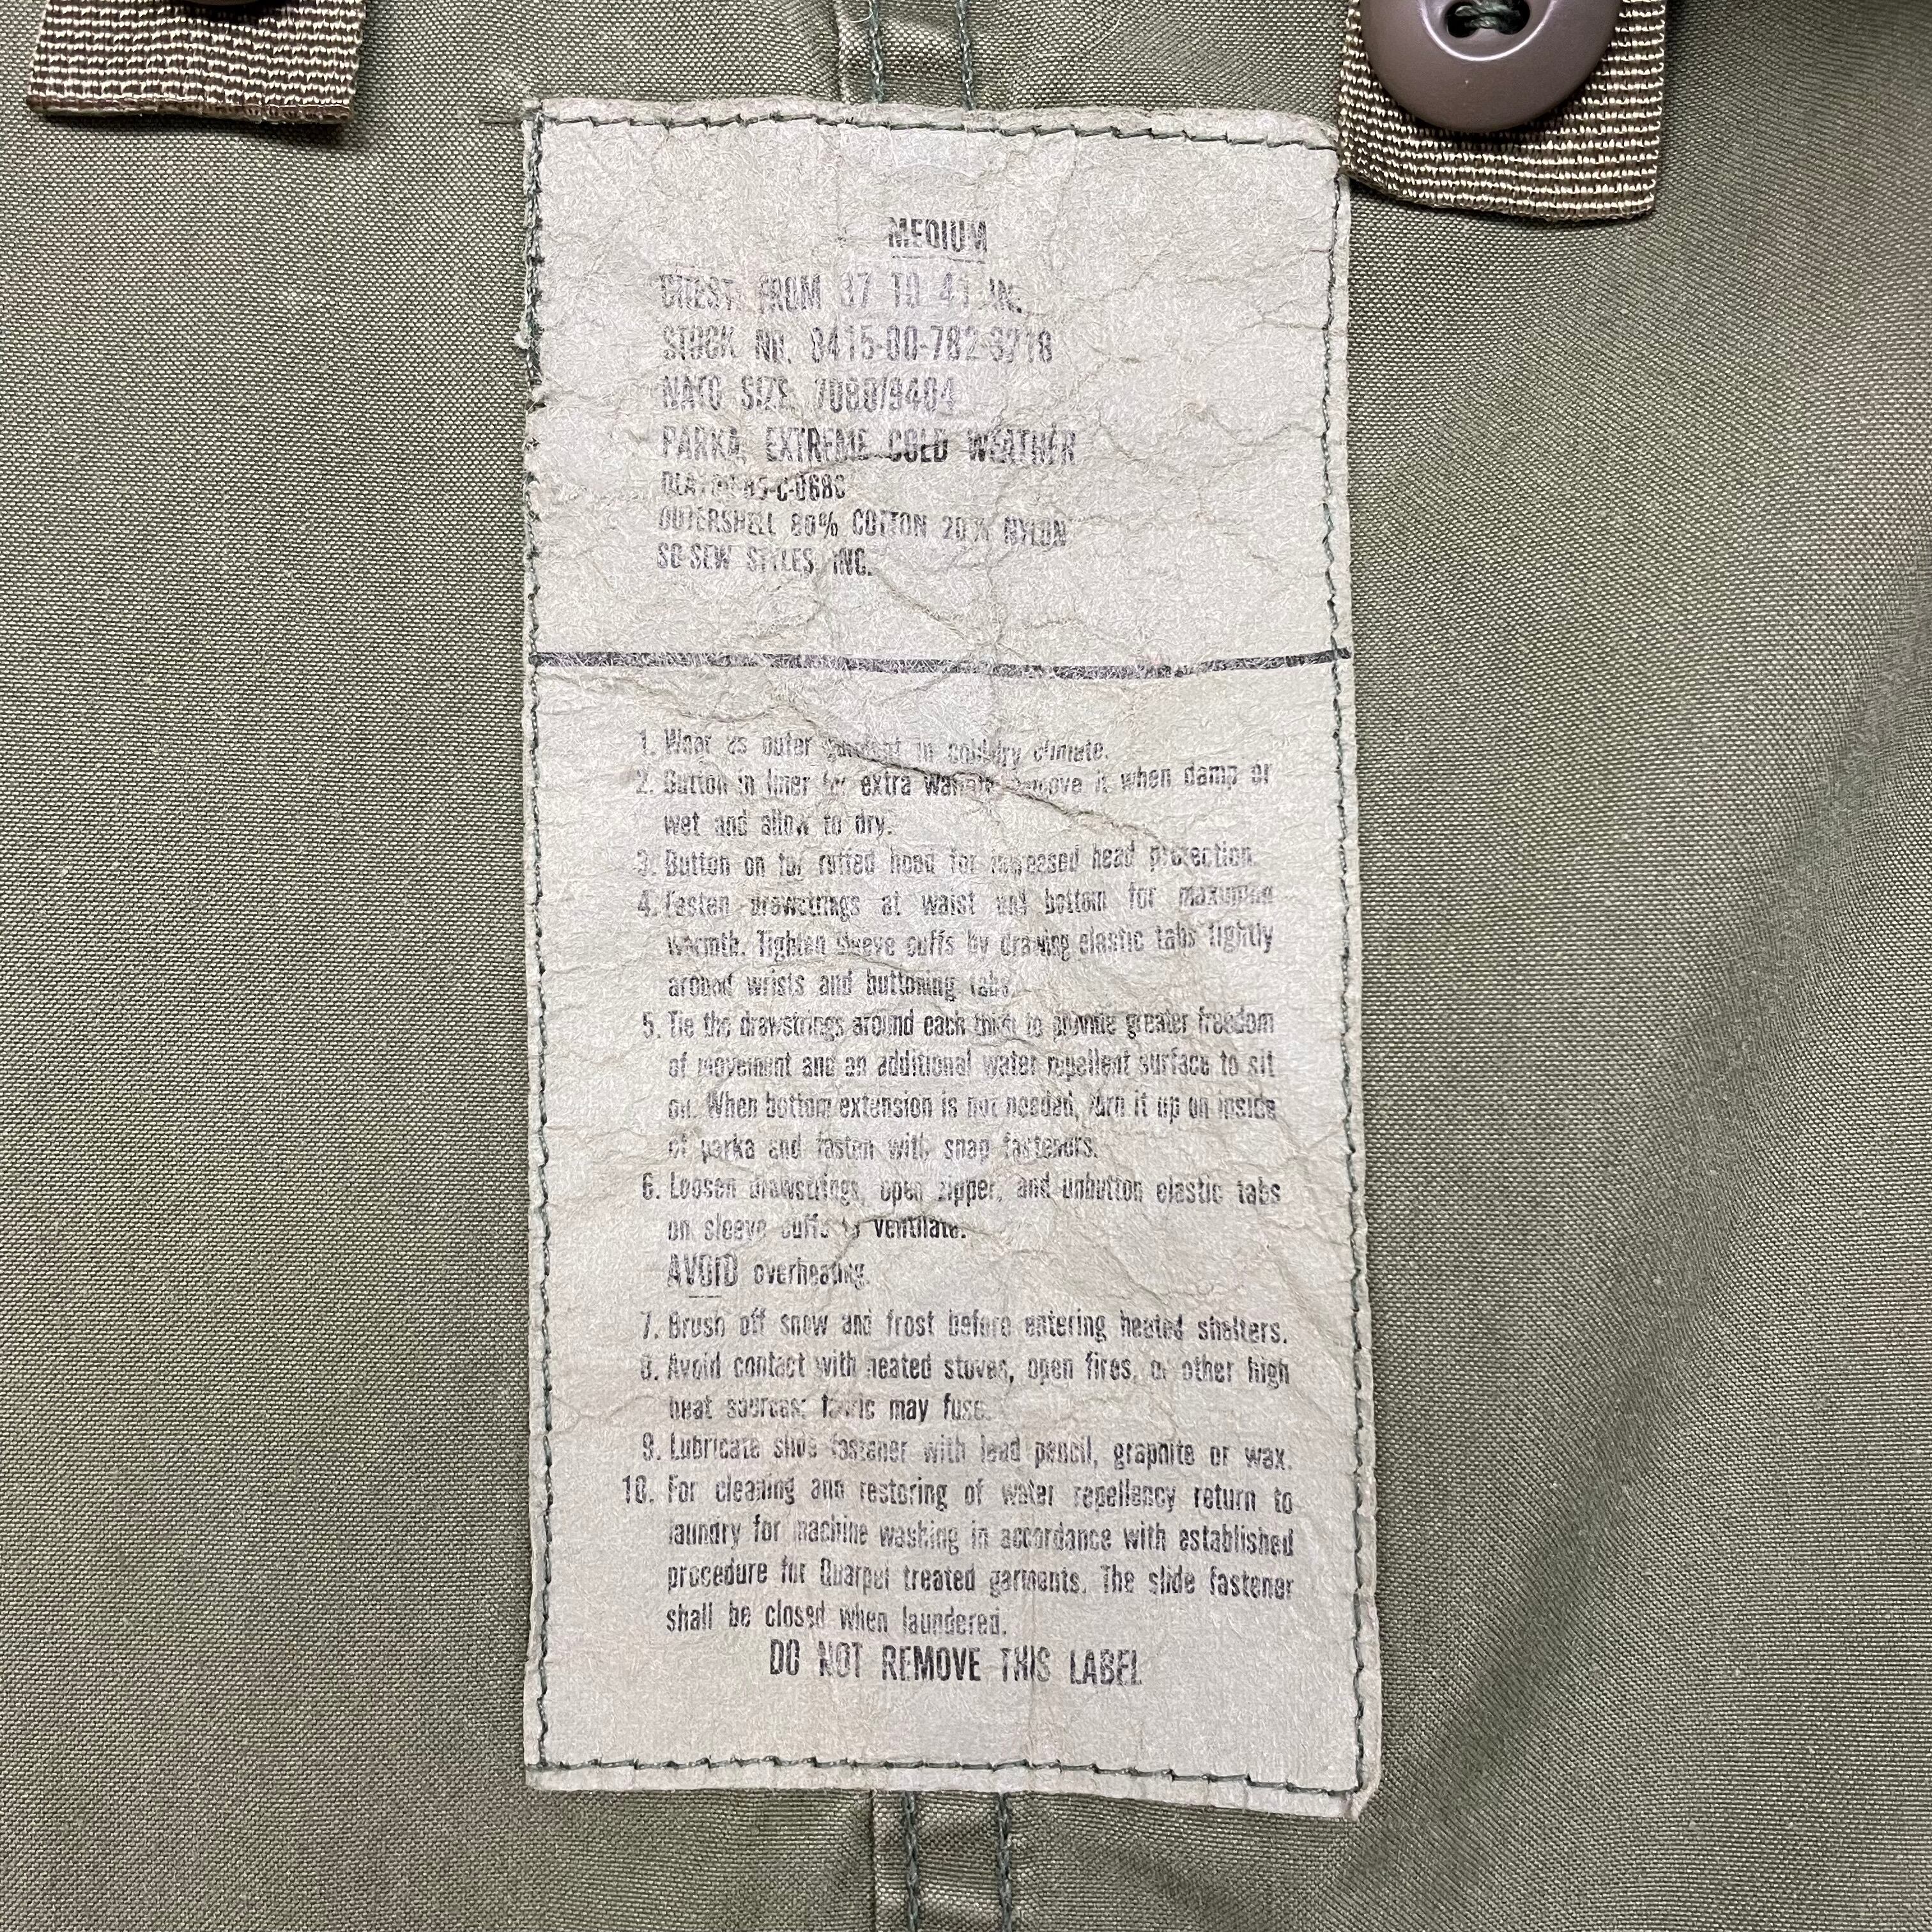 MEDIUM
CHEST: FROM 37 TO 41 IN.
STOCK No. 8415-00-782-3218
NATO SIZE 7080/9404
PARKA, EXTREME COLD WEATHER
85-C-0680
OUTERSHELL 80% COTTON 20% NYLON
SO-SEW STYLES, INC.
1. Wear as outer garment in cold-dry climate.
2. Button in liner for extra warmth, remove it when damp or
wet and allow to dry.
3. Button on fur ruffed hood for increased head protection.
4. Fasten drawstrings at waist and bottom for maximum
warmth. Tighten sleeve cuffs by drawing elastic tabs tightly
around wrists and buttoning tabs.
5. Tie the drawstrings around each thigh to provide greater freedom
of movement and an additional water repellent surface to sit
on. When bottom extension is not needed, turn it up on inside
of parka and fasten with snap fasteners.
6. Loosen drawstrings, open zipper, and unbutton elastic tabs
on sleeve cuffs to ventilate.
AVOID overheating.
7. Brush off snow and frost before entering heated shelters.
8. Avoid contact with heated stoves, open fires, or other high
heat sources; fabric may fuse.
9. Lubricate slide fastener with lead pencil, graphite or wax.
10. For cleaning and restoring of water repellency return to
laundry for machine washing in accordance with established
procedure for Quarpel treated garments. The slide fastener
shall be closed when laundered.
DO NOT REMOVE THIS LABEL